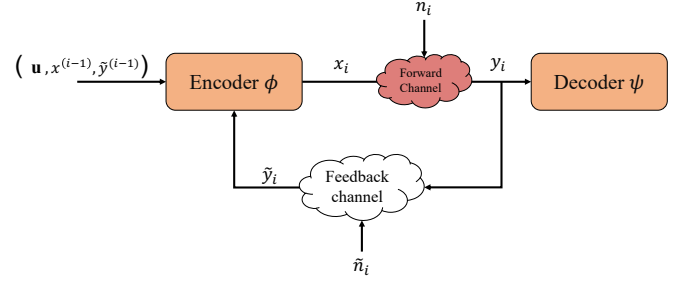 n_i
( u , x^{(i−1)}, ỹ^{(i−1)} )
Encoder ϕ
x_i
Forward
Channel
y_i
Decoder ψ
ỹ_i
Feedback
channel
ñ_i